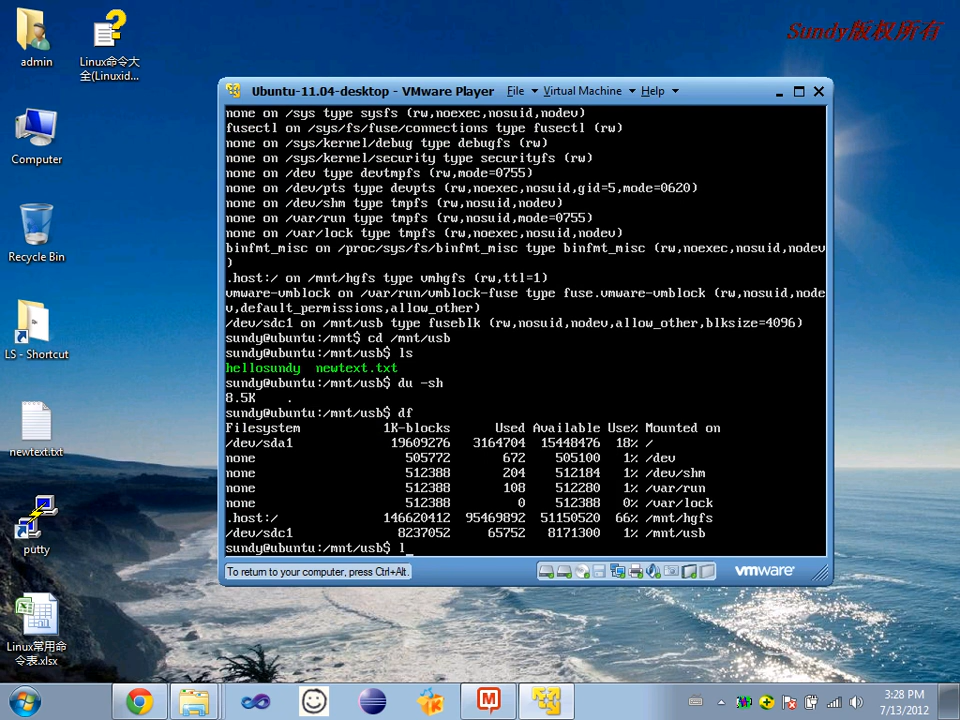 admin
Linux命令大
全(Linuxid...
Sundy版权所有
Computer
Recycle Bin
LS - Shortcut
newtext.txt
putty
Linux常用命
令表.xlsx
Ubuntu-11.04-desktop - VMware Player File Virtual Machine Help
none on /sys type sysfs (rw,noexec,nosuid,nodev)
fusectl on /sys/fs/fuse/connections type fusectl (rw)
none on /sys/kernel/debug type debugfs (rw)
none on /sys/kernel/security type securityfs (rw)
none on /dev type devtmpfs (rw,mode=0755)
none on /dev/pts type devpts (rw,noexec,nosuid,gid=5,mode=0620)
none on /dev/shm type tmpfs (rw,nosuid,nodev)
none on /var/run type tmpfs (rw,nosuid,mode=0755)
none on /var/lock type tmpfs (rw,noexec,nosuid,nodev)
binfmt_misc on /proc/sys/fs/binfmt_misc type binfmt_misc (rw,noexec,nosuid,nodev
)
.host:/ on /mnt/hgfs type vmhgfs (rw,ttl=1)
vmware-vmblock on /var/run/vmblock-fuse type fuse.vmware-vmblock (rw,nosuid,node
v,default_permissions,allow_other)
/dev/sdc1 on /mnt/usb type fuseblk (rw,nosuid,nodev,allow_other,blksize=4096)
sundy@ubuntu:/mnt$ cd /mnt/usb
sundy@ubuntu:/mnt/usb$ ls
hellosundy newtext.txt
sundy@ubuntu:/mnt/usb$ du -sh
8.5K .
sundy@ubuntu:/mnt/usb$ df
Filesystem 1K-blocks Used Available Use% Mounted on
/dev/sda1 19609276 3164704 15448476 18% /
none 505772 672 505100 1% /dev
none 512388 204 512184 1% /dev/shm
none 512388 108 512280 1% /var/run
none 512388 0 512388 0% /var/lock
.host:/ 146620412 95469892 51150520 66% /mnt/hgfs
/dev/sdc1 8237052 65752 8171300 1% /mnt/usb
sundy@ubuntu:/mnt/usb$ l_
To return to your computer, press Ctrl+Alt.
vmware
3:28 PM
7/13/2012